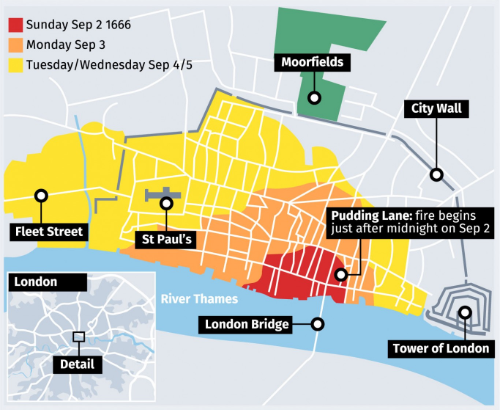 Sunday Sep 2 1666
Monday Sep 3
Tuesday/Wednesday Sep 4/5
Moorfields
City Wall
Pudding Lane: fire begins
just after midnight on Sep 2
Fleet Street
St Paul's
London
River Thames
London Bridge
Detail
Tower of London